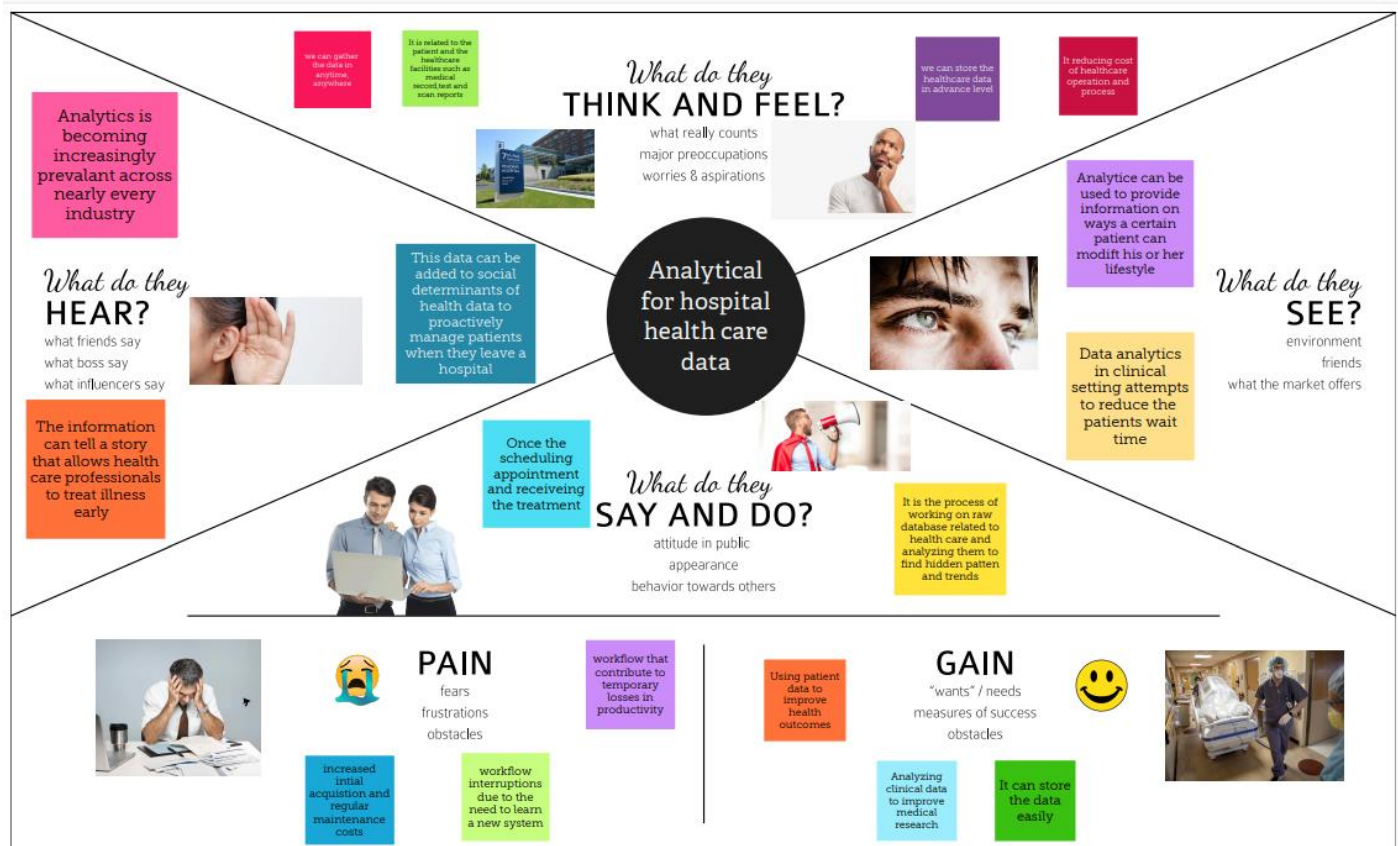 we can gather
the data in
anytime,
anywhere
It is related to the
patient and the
healthcare
facilities such as
medical
record,test and
scan reports
What do they
THINK AND FEEL?
what really counts
major preoccupations
worries & aspirations
we can store the
healthcare data
in advance level
It reducing cost
of healthcare
operation and
process
Analytics is
becoming
increasingly
prevalant across
nearly every
industry
What do they
HEAR?
what friends say
what boss say
what influencers say
The information
can tell a story
that allows health
care professionals
to treat illness
early
This data can be
added to social
determinants of
health data to
proactively
manage patients
when they leave a
hospital
Analytical
for hospital
health care
data
Analytice can be
used to provide
information on
ways a certain
patient can
modift his or her
lifestyle
What do they
SEE?
environment
friends
what the market offers
Data analytics
in clinical
setting attempts
to reduce the
patients wait
time
Once the
scheduling
appointment
and receiveing
the treatment
What do they
SAY AND DO?
attitude in public
appearance
behavior towards others
It is the process of
working on raw
database related to
health care and
analyzing them to
find hidden patten
and trends
PAIN
fears
frustrations
obstacles
workflow that
contribute to
temporary
losses in
productivity
increased
intial
acquistion and
regular
maintenance
costs
workflow
interruptions
due to the
need to learn
a new system
GAIN
"wants" / needs
measures of success
obstacles
Using patient
data to
improve
health
outcomes
Analyzing
clinical data
to improve
medical
research
It can store
the data
easily